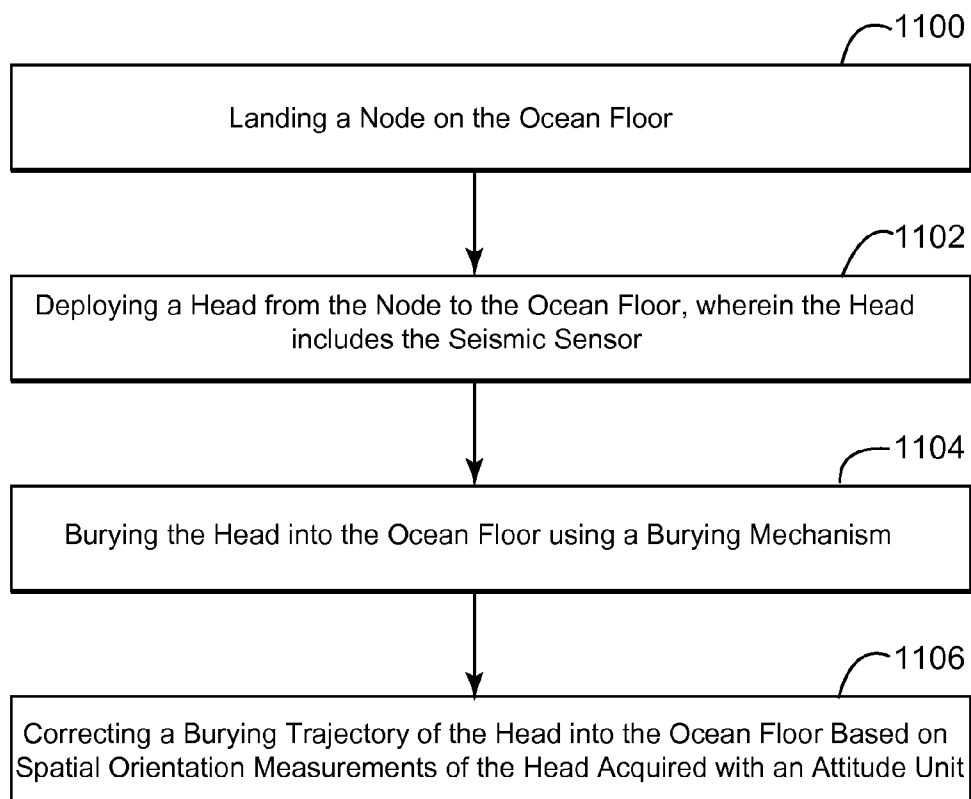 1100
Landing a Node on the Ocean Floor
1102
Deploying a Head from the Node to the Ocean Floor, wherein the Head
includes the Seismic Sensor
1104
Burying the Head into the Ocean Floor using a Burying Mechanism
1106
Correcting a Burying Trajectory of the Head into the Ocean Floor Based on
Spatial Orientation Measurements of the Head Acquired with an Attitude Unit